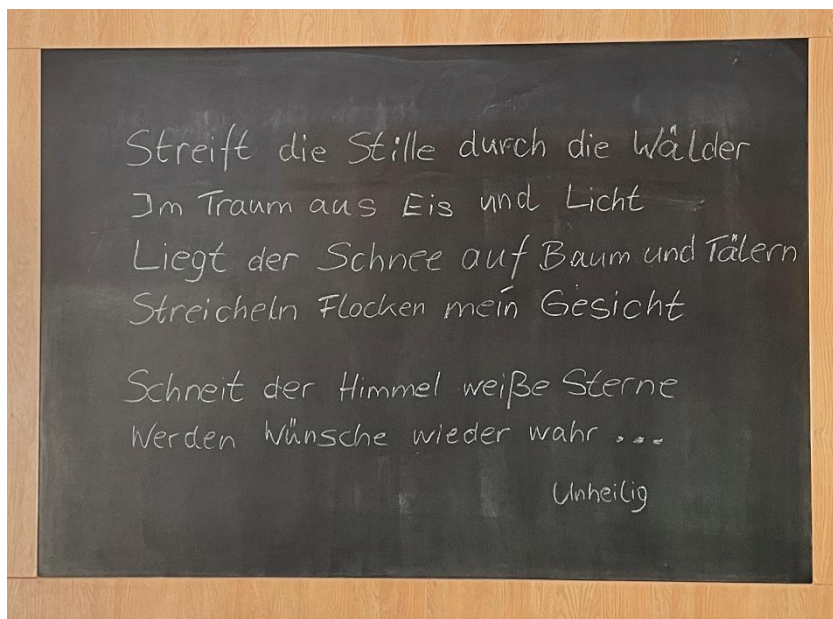 Streift die Stille durch die Wälder
Im Traum aus Eis und Licht
Liegt der Schnee auf Baum und Tälern
Streicheln Flocken mein Gesicht
Schneit der Himmel weiße Sterne
Werden Wünsche wieder wahr ...
Unheilig